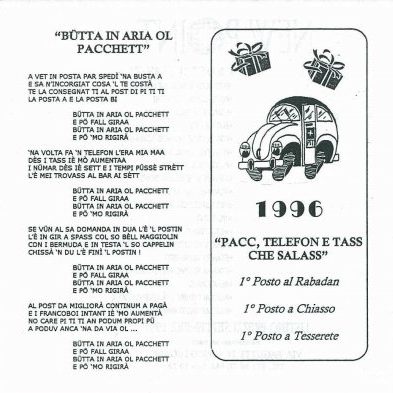 "BÜTTA IN ARIA OL
PACCHETT"
A VET IN POSTA PAR SPEDÌ 'NA BUSTA A
E SA N'INCORGIAT COSA 'L TE COSTÀ
TE LA CONSEGNAT TI AL POST DI PI TI TI
LA POSTA A E LA POSTA BI
BÜTTA IN ARIA OL PACCHETT
E PÖ FALL GIRAA
BÜTTA IN ARIA OL PACCHETT
E PÖ 'MO RIGIRÀ
'NA VOLTA FA 'N TELEFON L'ERA MIA MAA
DÈS I TASS IÈ MÒ AUMENTAA
I NÚMAR DÈS IÈ SETT E I TEMPI PÜSSÈ STRÈTT
L'È MEI TROVASS AL BAR AI SÈTT
BÜTTA IN ARIA OL PACCHETT
E PÖ FALL GIRAA
BÜTTA IN ARIA OL PACCHETT
E PÖ 'MO RIGIRÀ
SE VÜN AL SA DOMANDA IN DUA L'È 'L POSTIN
L'È IN GIR A SPASS COL SO BÈLL MAGGIOLIN
CON I BERMUDA E IN TESTA 'L SO CAPPELIN
CHISSÀ 'N DU L'È FINÌ 'L POSTIN !
BÜTTA IN ARIA OL PACCHETT
E PÖ FALL GIRAA
BÜTTA IN ARIA OL PACCHETT
E PÖ 'MO RIGIRÀ
AL POST DA MIGLIORÀ CONTINUM A PAGÀ
E I FRANCOBOI INTANT IÈ 'MO AUMENTÀ
NO CARE PI TI TI AN PODUM PROPI PÜ
A PODUV ANCA 'NA DA VIA OL ...
BÜTTA IN ARIA OL PACCHETT
E PÖ FALL GIRAA
BÜTTA IN ARIA OL PACCHETT
E PÖ 'MO RIGIRÀ
1996
"PACC, TELEFON E TASS
CHE SALASS"
1° Posto al Rabadan
1° Posto a Chiasso
1° Posto a Tesserete